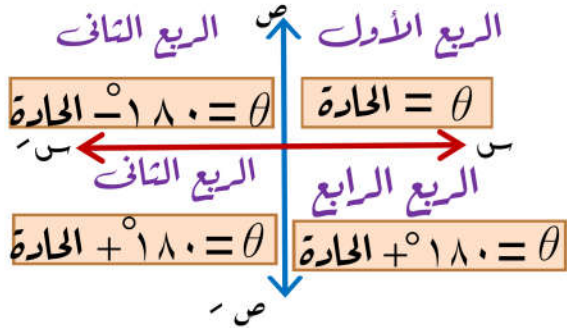 ص
الربع الأول
الربع الثانى
θ = الحادة
θ = ١٨٠° − الحادة
س
سَ
الربع الرابع
الربع الثانى
θ = ١٨٠° + الحادة
θ = ١٨٠° + الحادة
صَ